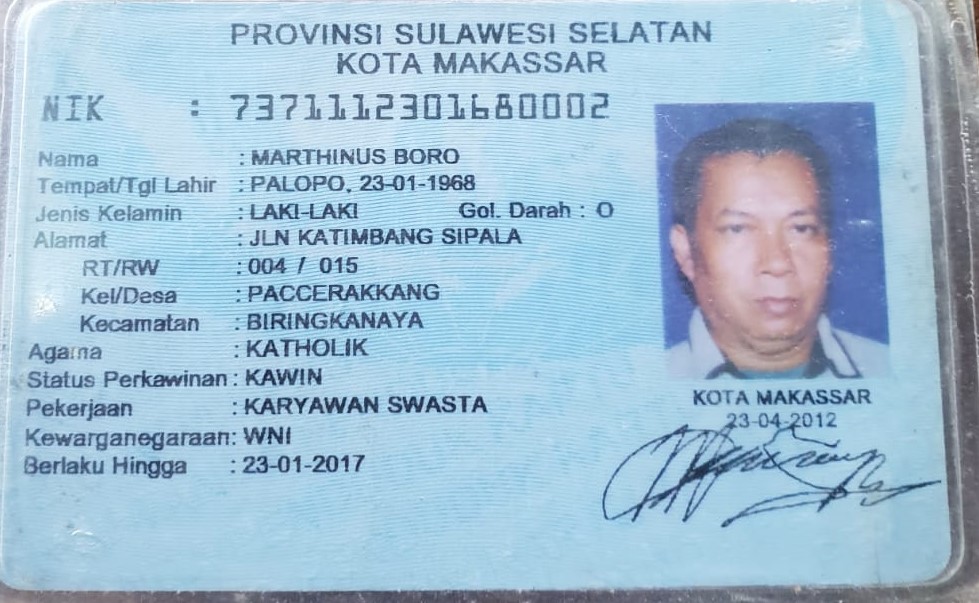 PROVINSI SULAWESI SELATAN
KOTA MAKASSAR
NIK : 7371112301680002
Nama : MARTHINUS BORO
Tempat/Tgl Lahir : PALOPO, 23-01-1968
Jenis Kelamin : LAKI-LAKI Gol. Darah : O
Alamat : JLN KATIMBANG SIPALA
RT/RW : 004 / 015
Kel/Desa : PACCERAKKANG
Kecamatan : BIRINGKANAYA
Agama : KATHOLIK
Status Perkawinan : KAWIN
Pekerjaan : KARYAWAN SWASTA
Kewarganegaraan: WNI
Berlaku Hingga : 23-01-2017
KOTA MAKASSAR
23-04-2012